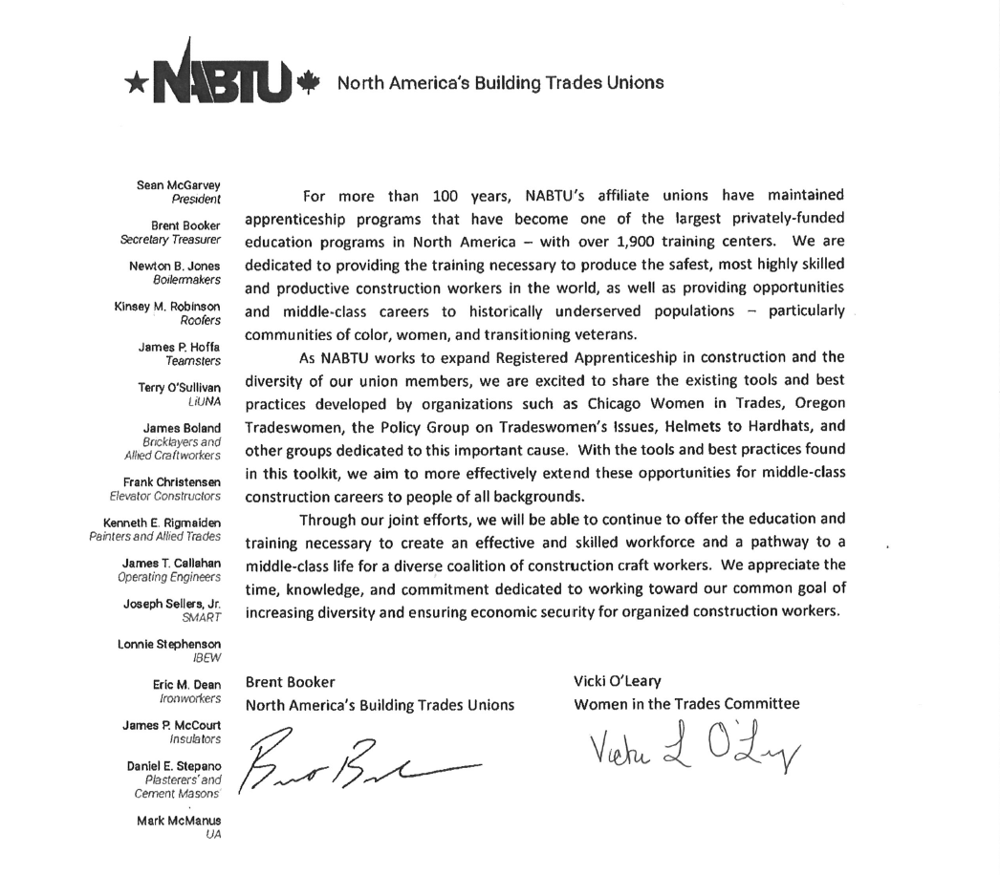 NABTU North America's Building Trades Unions
Sean McGarvey
President
Brent Booker
Secretary Treasurer
Newton B. Jones
Boilermakers
Kinsey M. Robinson
Roofers
James P. Hoffa
Teamsters
Terry O'Sullivan
LiUNA
James Boland
Bricklayers and
Allied Craftworkers
Frank Christensen
Elevator Constructors
Kenneth E. Rigmaiden
Painters and Allied Trades
James T. Callahan
Operating Engineers
Joseph Sellers, Jr.
SMART
Lonnie Stephenson
IBEW
Eric M. Dean
Ironworkers
James P. McCourt
Insulators
Daniel E. Stepano
Plasterers' and
Cement Masons'
Mark McManus
UA
For more than 100 years, NABTU's affiliate unions have maintained
apprenticeship programs that have become one of the largest privately-funded
education programs in North America – with over 1,900 training centers. We are
dedicated to providing the training necessary to produce the safest, most highly skilled
and productive construction workers in the world, as well as providing opportunities
and middle-class careers to historically underserved populations – particularly
communities of color, women, and transitioning veterans.
As NABTU works to expand Registered Apprenticeship in construction and the
diversity of our union members, we are excited to share the existing tools and best
practices developed by organizations such as Chicago Women in Trades, Oregon
Tradeswomen, the Policy Group on Tradeswomen's Issues, Helmets to Hardhats, and
other groups dedicated to this important cause. With the tools and best practices found
in this toolkit, we aim to more effectively extend these opportunities for middle-class
construction careers to people of all backgrounds.
Through our joint efforts, we will be able to continue to offer the education and
training necessary to create an effective and skilled workforce and a pathway to a
middle-class life for a diverse coalition of construction craft workers. We appreciate the
time, knowledge, and commitment dedicated to working toward our common goal of
increasing diversity and ensuring economic security for organized construction workers.
Brent Booker
North America's Building Trades Unions
Vicki O'Leary
Women in the Trades Committee